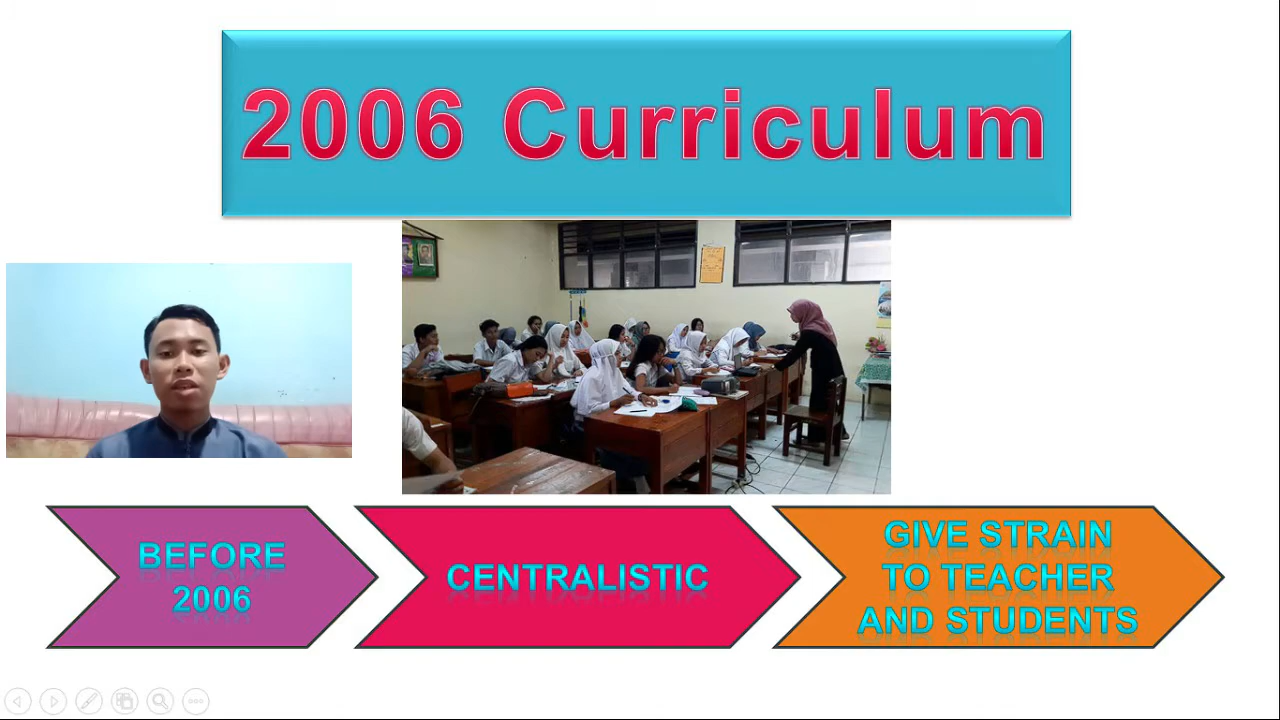 2006 Curriculum
BEFORE
2006
CENTRALISTIC
GIVE STRAIN
TO TEACHER
AND STUDENTS